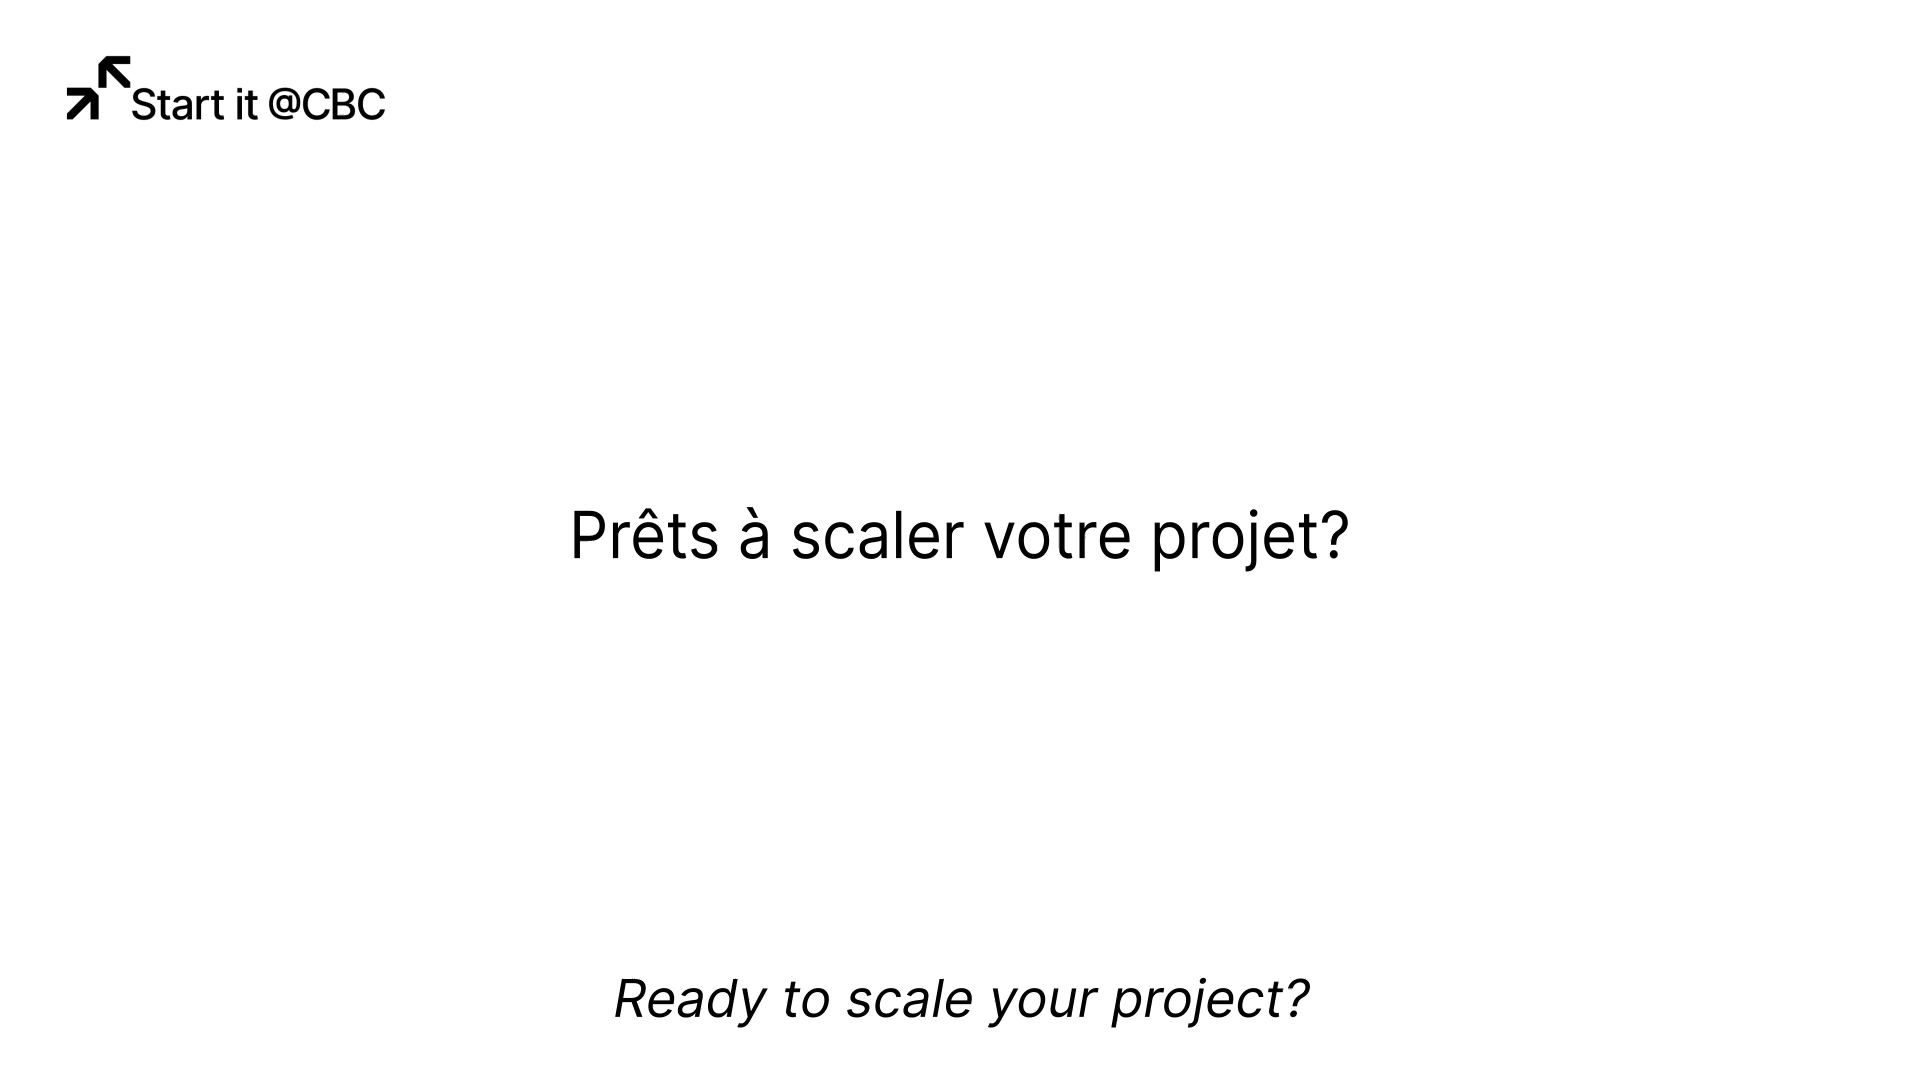 Start it @CBC
Prêts à scaler votre projet?
Ready to scale your project?